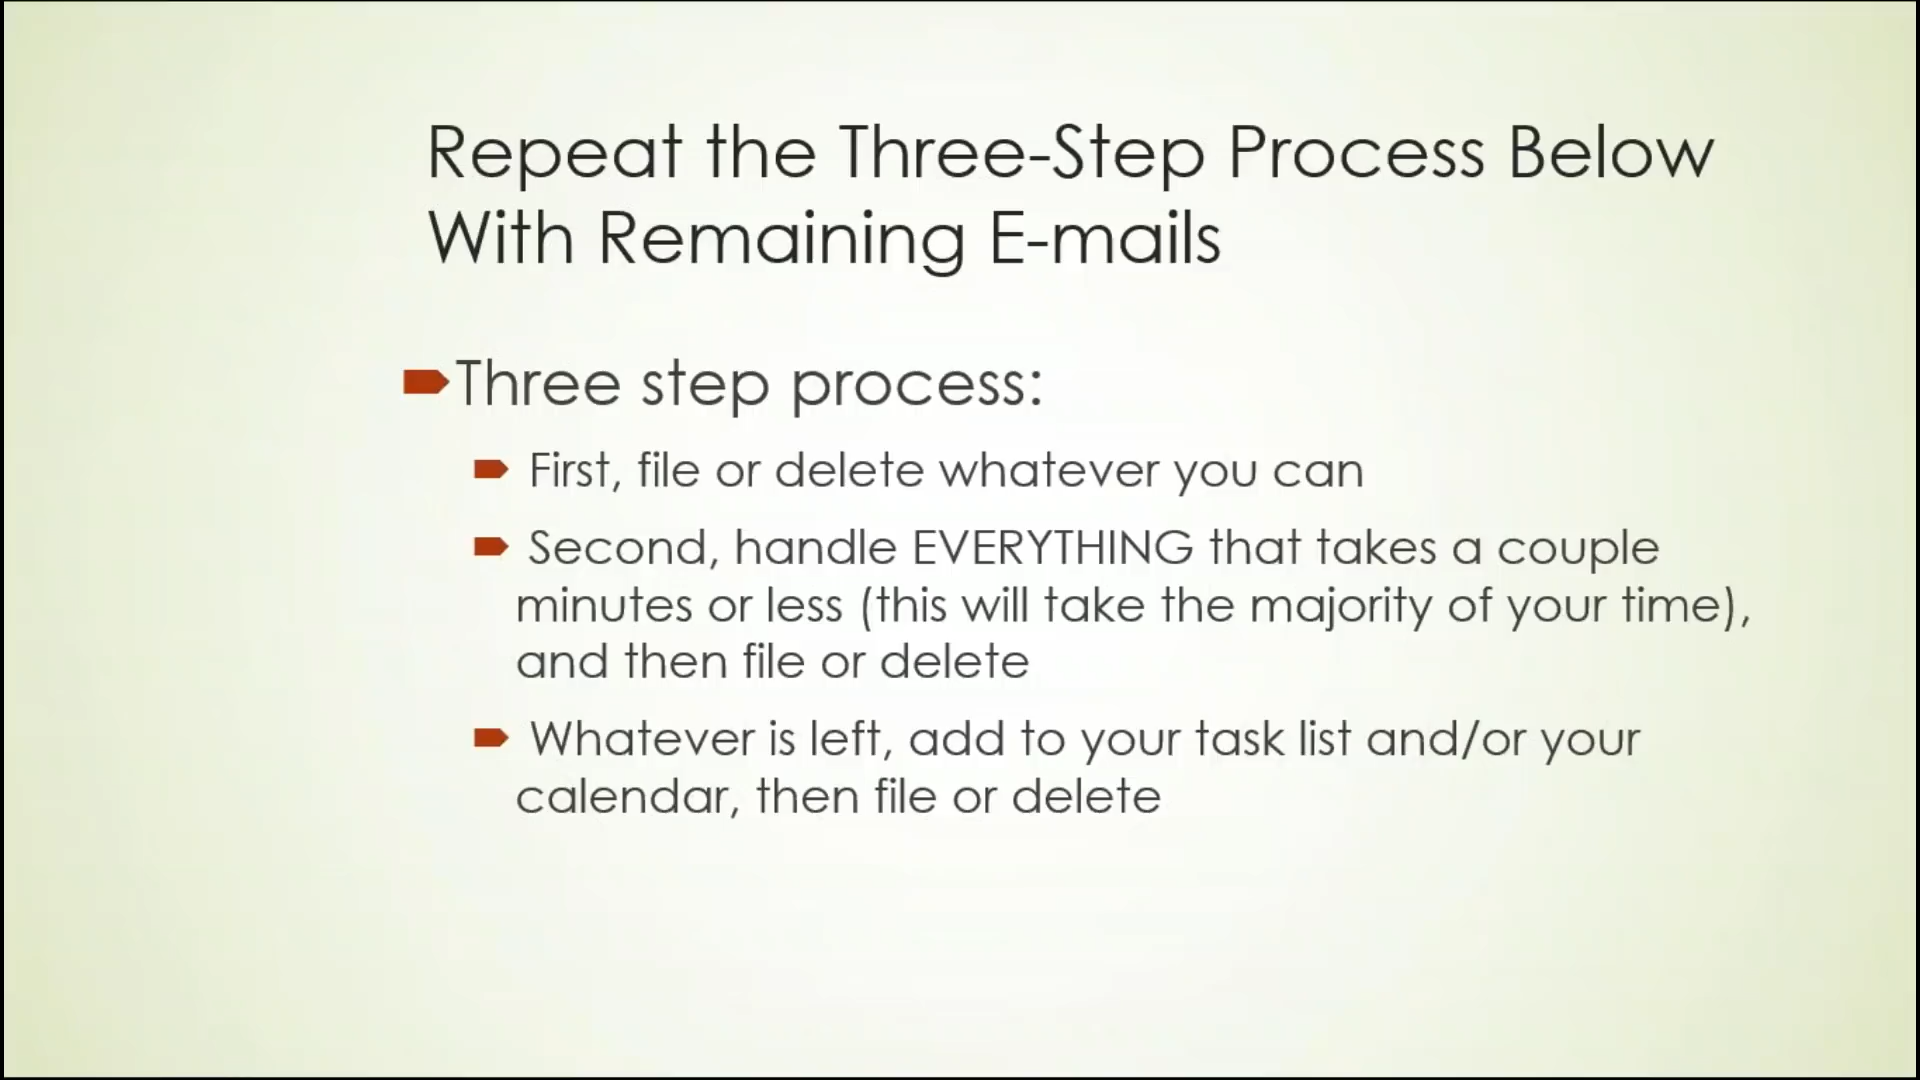 Repeat the Three-Step Process Below
With Remaining E-mails
Three step process:
First, file or delete whatever you can
Second, handle EVERYTHING that takes a couple
minutes or less (this will take the majority of your time),
and then file or delete
Whatever is left, add to your task list and/or your
calendar, then file or delete